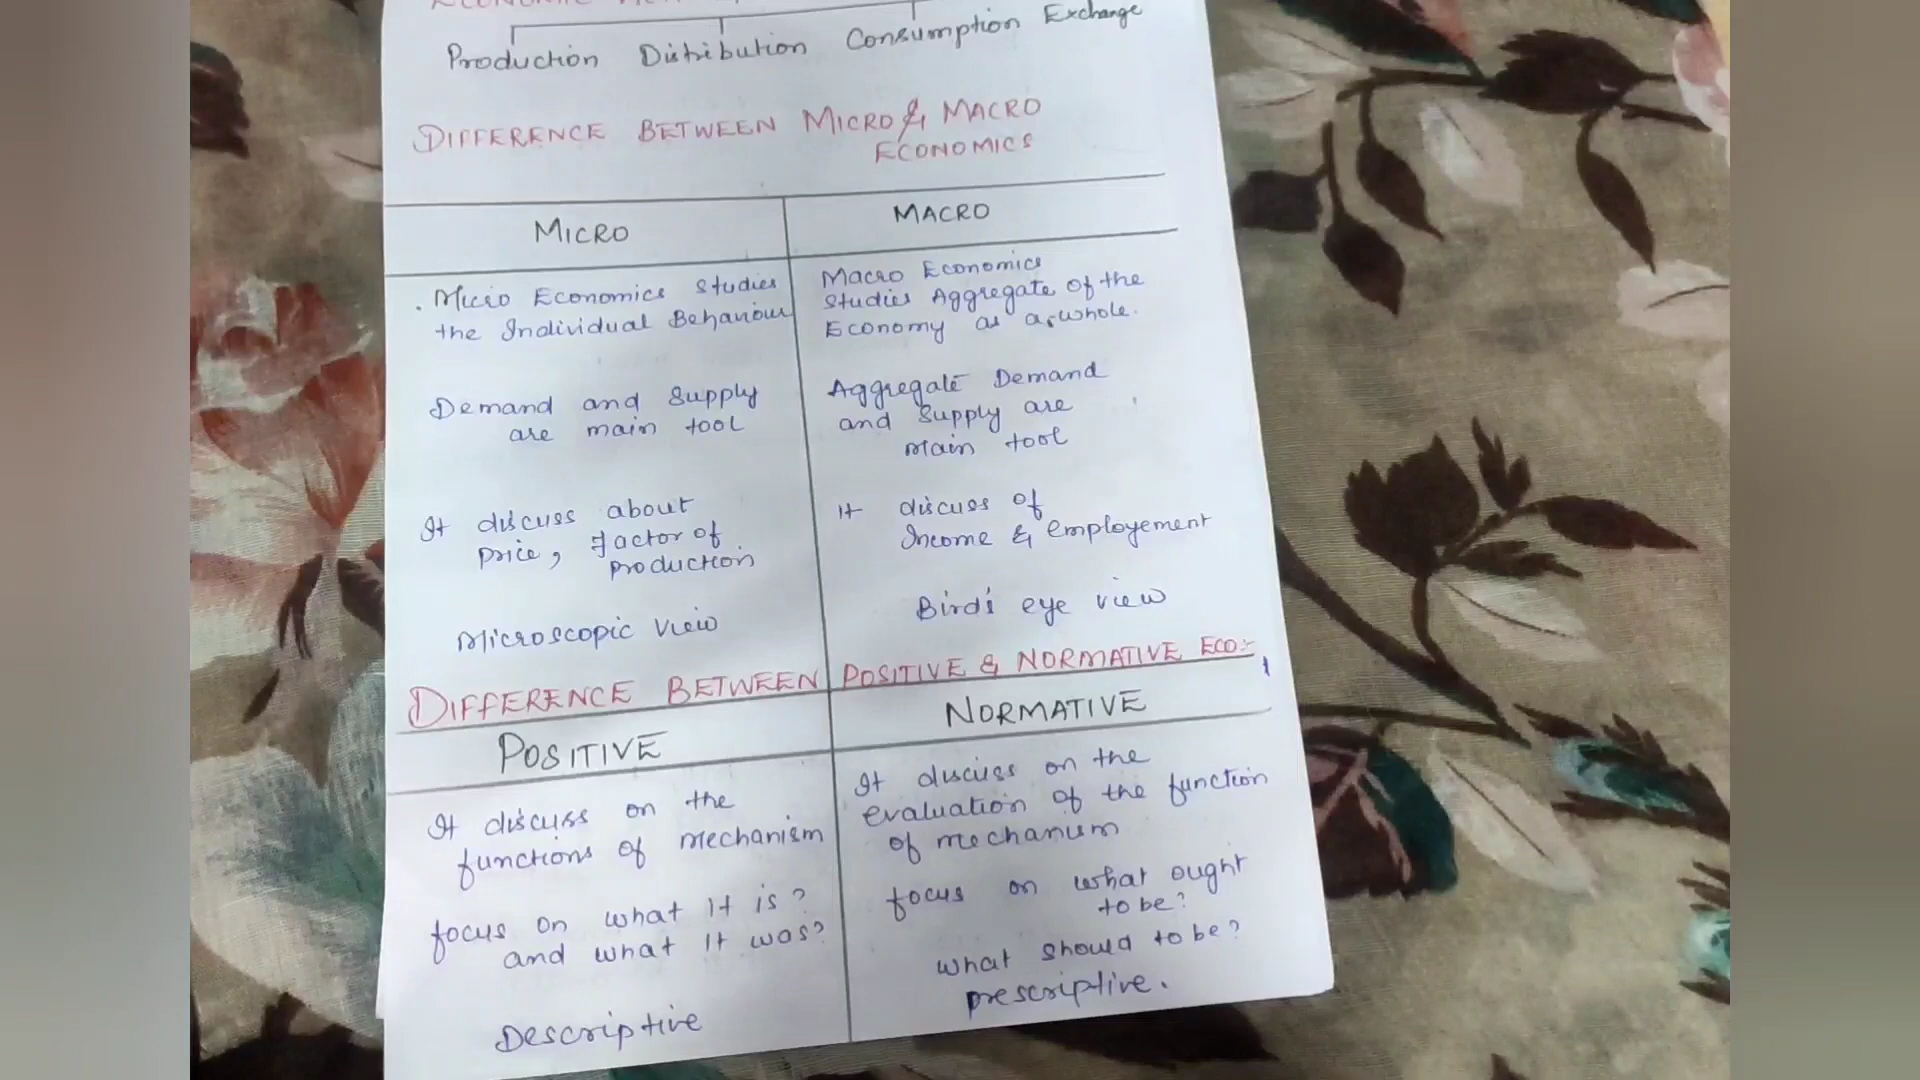 ECONOMIC
Production Distribution Consumption Exchange
DIFFERENCE BETWEEN MICRO & MACRO
ECONOMICS
MICRO
. Micro Economics Studies
the Individual Behaviour
Demand and Supply
are main tool
It discuss about
price, factor of
production
Microscopic View
MACRO
Macro Economics
Studies Aggregate of the
Economy as a whole.
Aggregate Demand
and Supply are
main tool
It discuss of
Income & employement
Bird's eye view
DIFFERENCE BETWEEN POSITIVE & NORMATIVE ECO:-
POSITIVE
It discuss on the
functions of mechanism
focus on what it is?
and what it was?
Descriptive
NORMATIVE
It discuss on the
evaluation of the function
of mechanism
focus on what ought
to be?
What should to be?
prescriptive.